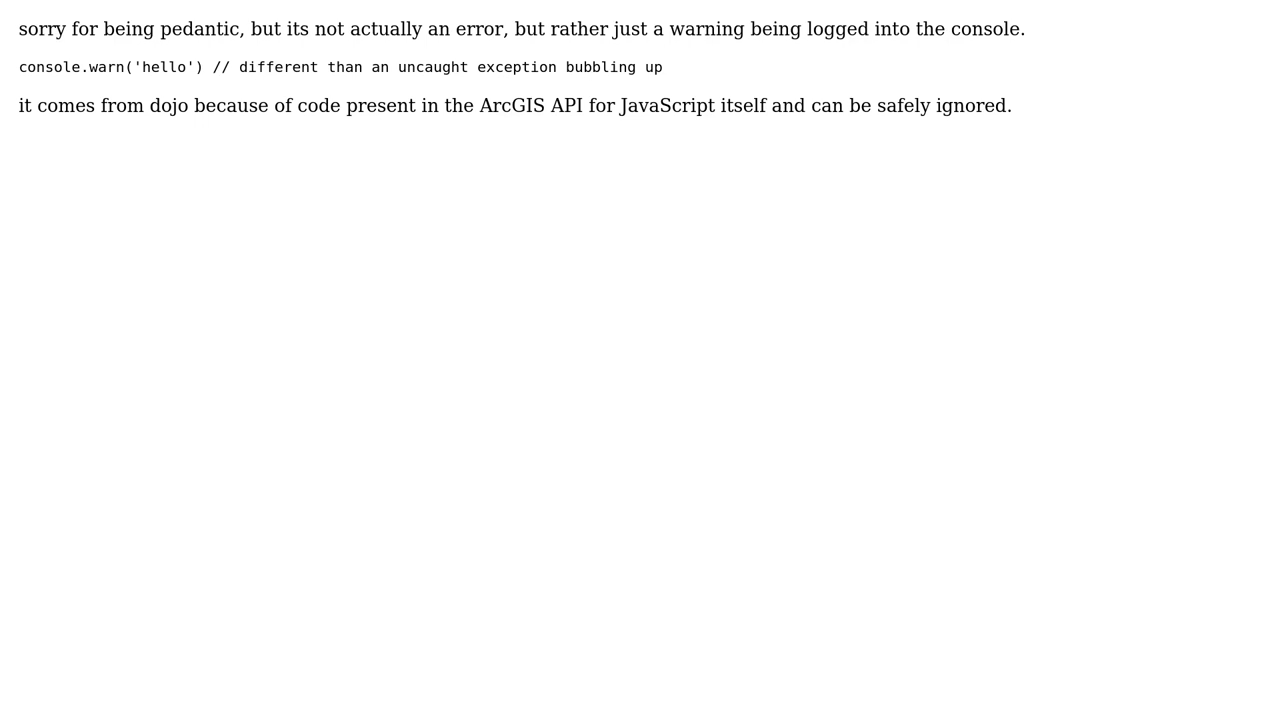 sorry for being pedantic, but its not actually an error, but rather just a warning being logged into the console.
console.warn('hello') // different than an uncaught exception bubbling up
it comes from dojo because of code present in the ArcGIS API for JavaScript itself and can be safely ignored.